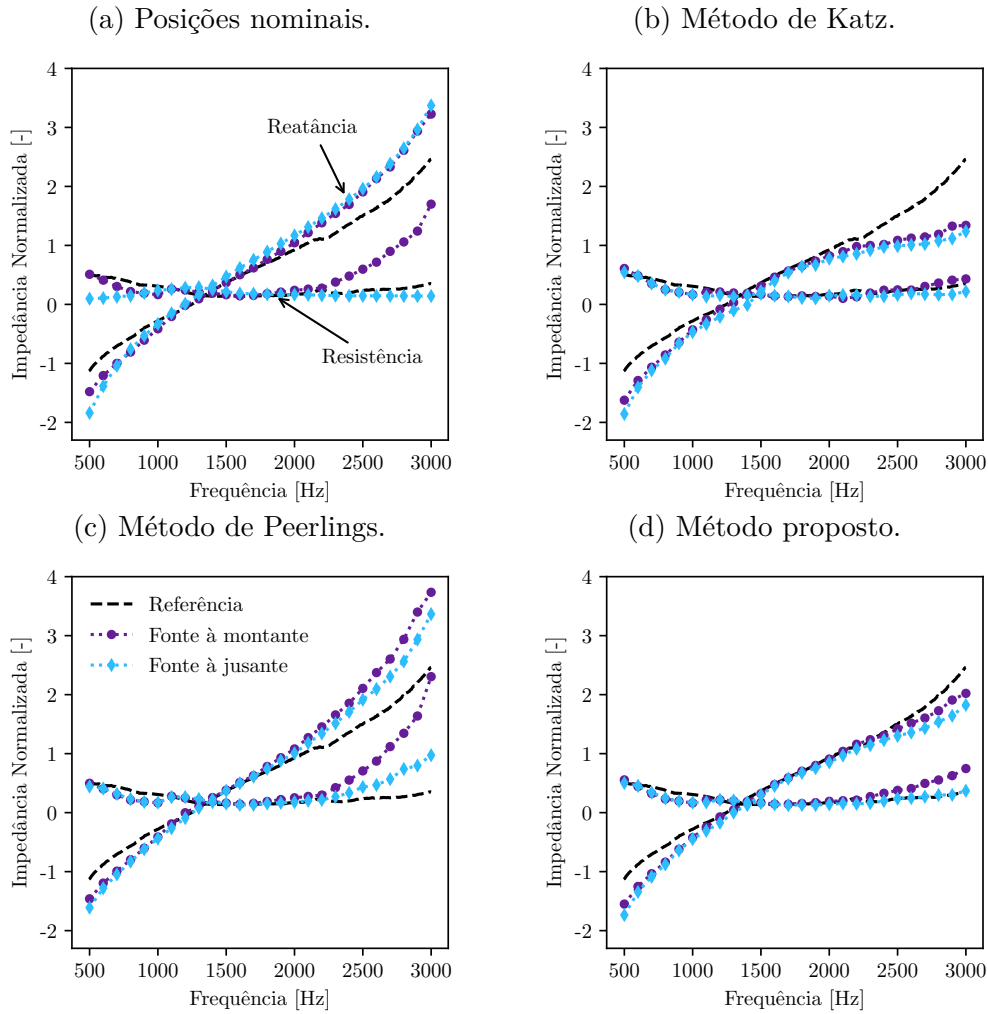 (a) Posições nominais.
4
3
2
1
0
-1
-2
Impedância Normalizada [-]
Reatância
Resistência
500 1000 1500 2000 2500 3000
Frequência [Hz]
(b) Método de Katz.
4
3
2
1
0
-1
-2
Impedância Normalizada [-]
500 1000 1500 2000 2500 3000
Frequência [Hz]
(c) Método de Peerlings.
4
3
2
1
0
-1
-2
Impedância Normalizada [-]
Referência
Fonte à montante
Fonte à jusante
500 1000 1500 2000 2500 3000
Frequência [Hz]
(d) Método proposto.
4
3
2
1
0
-1
-2
Impedância Normalizada [-]
500 1000 1500 2000 2500 3000
Frequência [Hz]